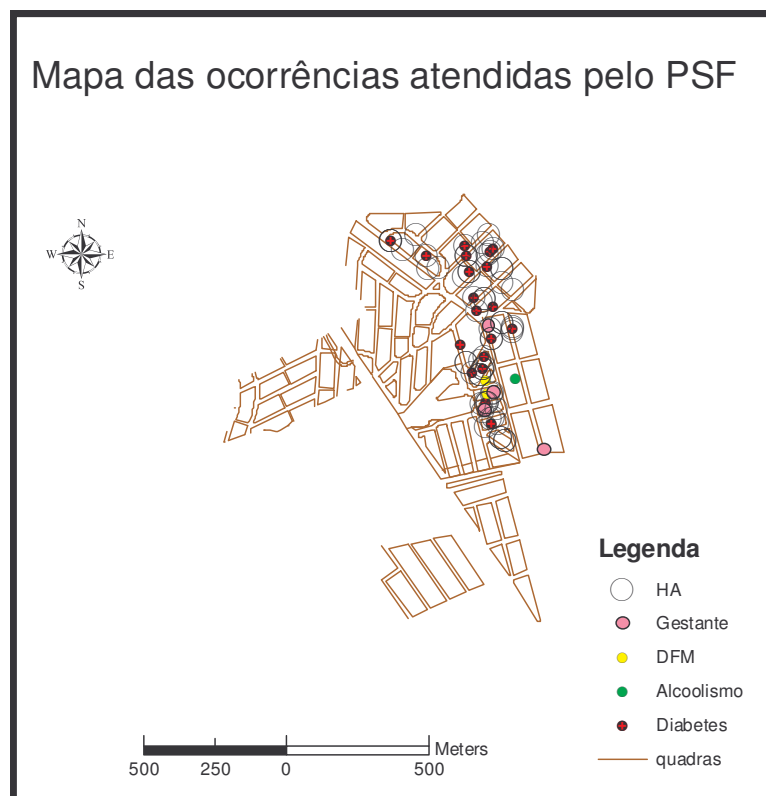 Mapa das ocorrências atendidas pelo PSF
N
W E
S
Legenda
HA
Gestante
DFM
Alcoolismo
Diabetes
quadras
Meters
500 250 0 500